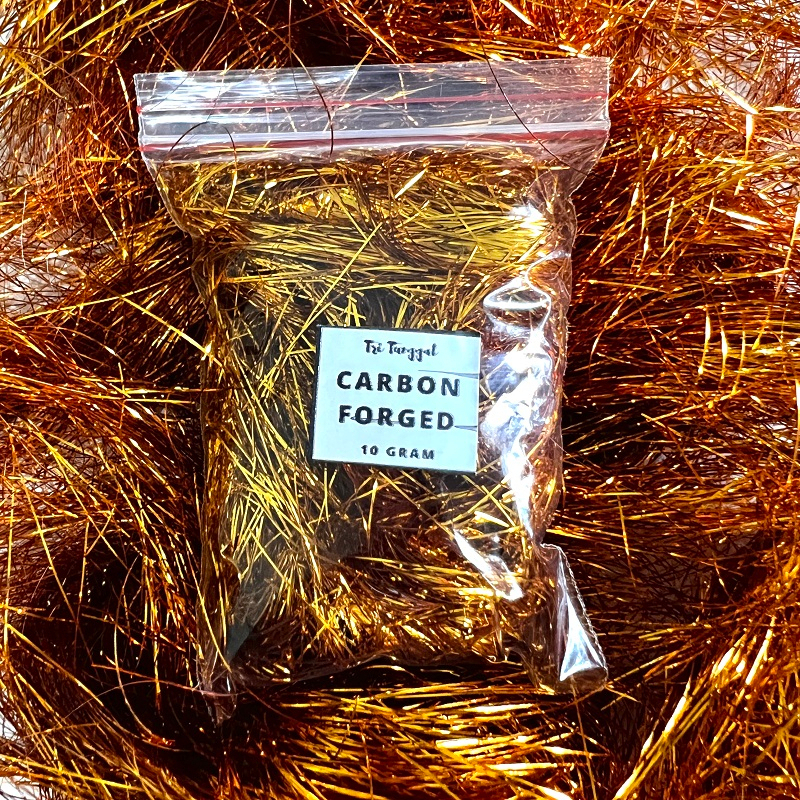 Tri Tunggal
CARBON
FORGED
10 GRAM